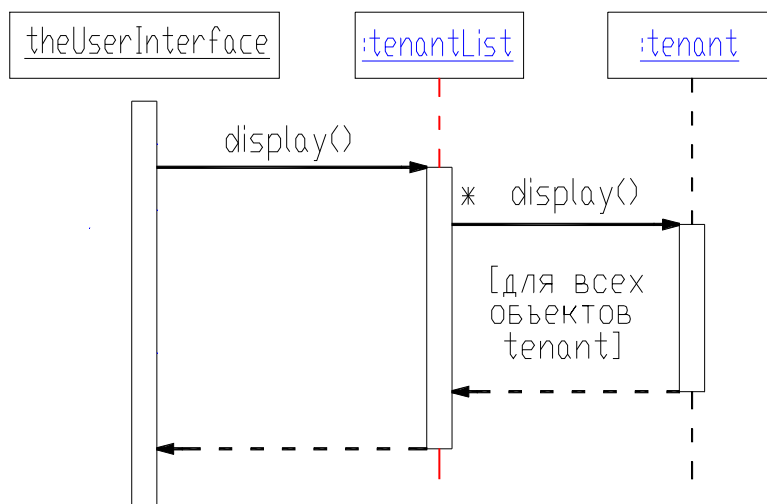 theUserInterface
:tenantList
:tenant
display()
* display()
[для всех
объектов
tenant]